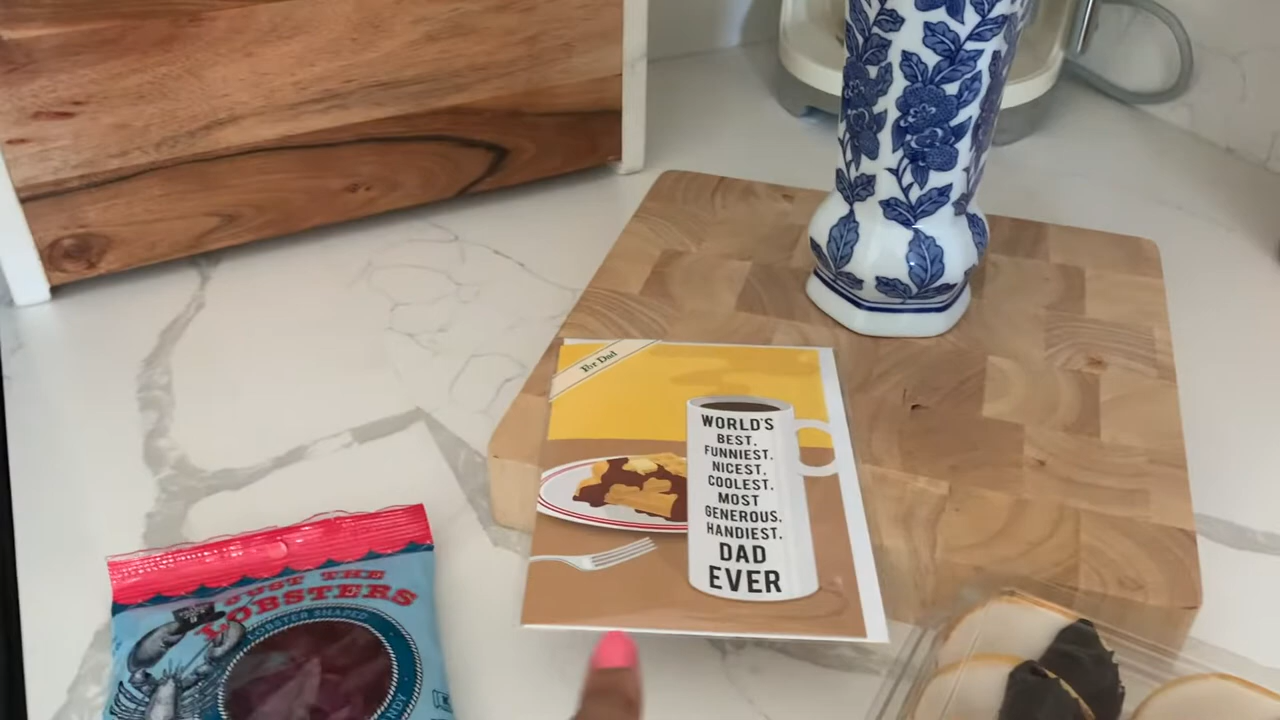 For Dad
WORLD'S
BEST.
FUNNIEST.
NICEST.
COOLEST.
MOST
GENEROUS.
HANDIEST.
DAD
EVER
JUST THE
LOBSTERS
LOBSTER SHAPED